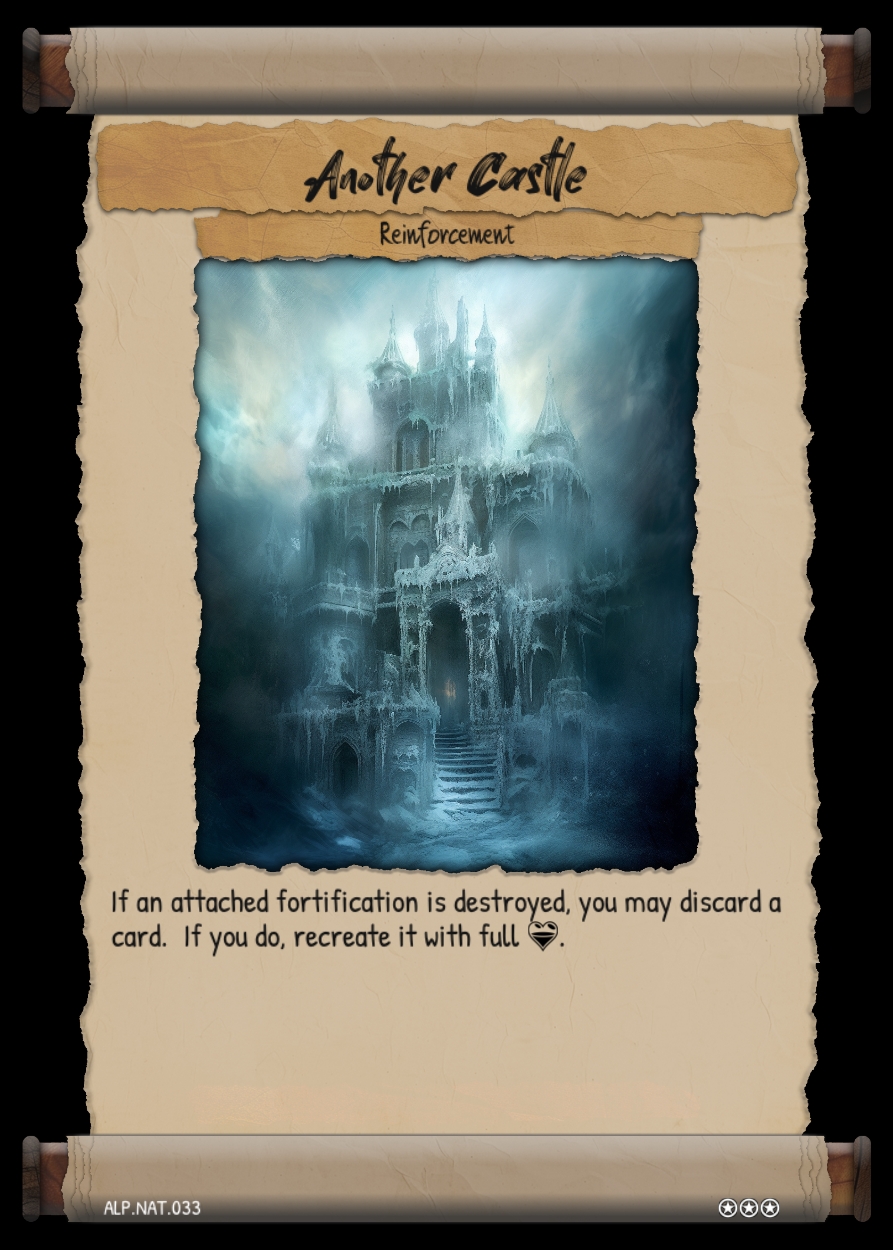 Another Castle
Reinforcement
If an attached fortification is destroyed, you may discard a
card.  If you do, recreate it with full .
ALP.NAT.033